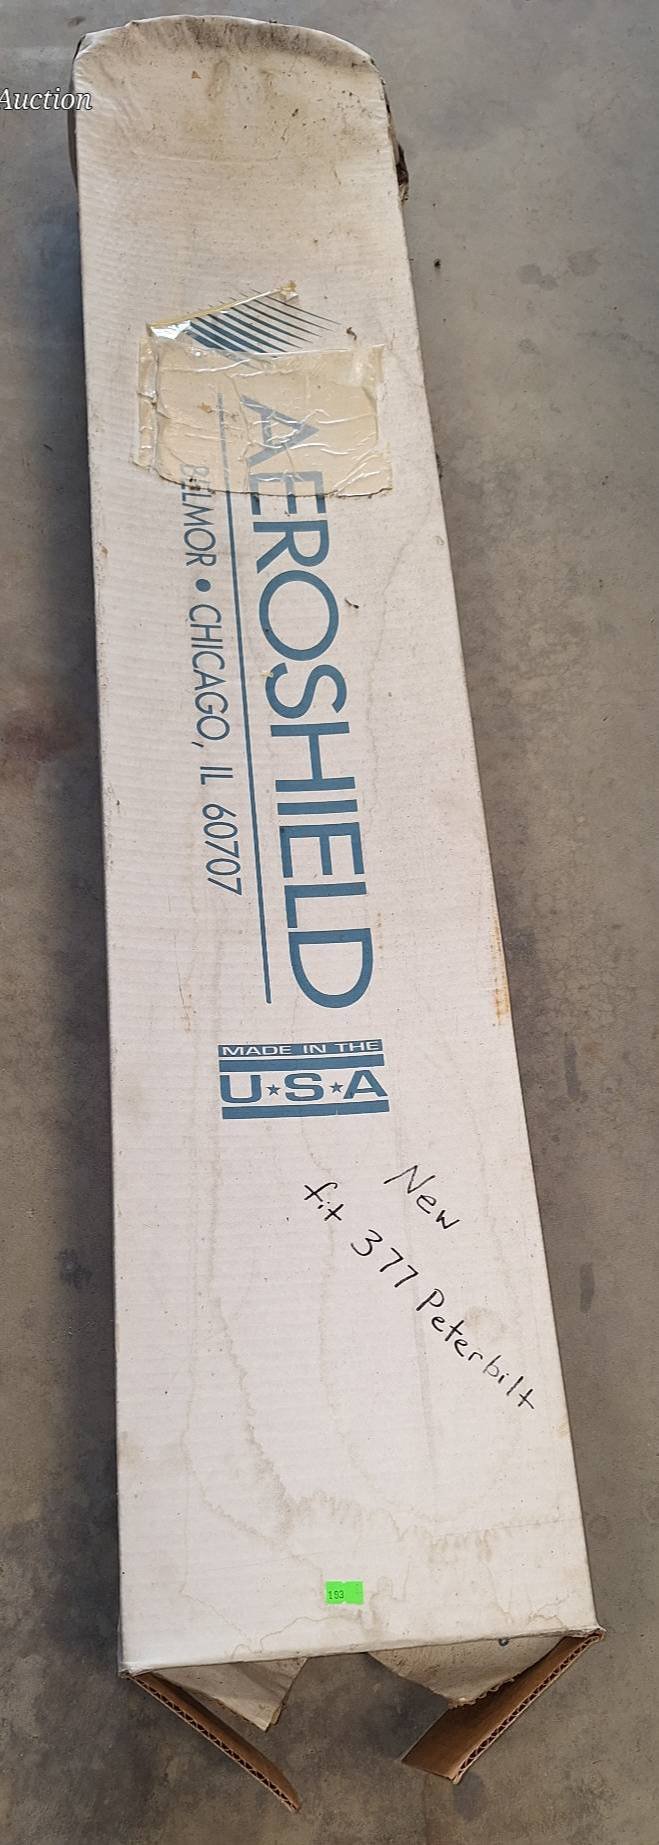 Auction
AEROSHIELD
BELMOR • CHICAGO, IL 60707
MADE IN THE
U★S★A
New
fit 377 Peterbilt
193